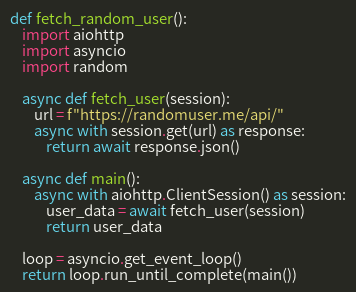 def fetch_random_user():
    import aiohttp
    import asyncio
    import random

    async def fetch_user(session):
        url = f"https://randomuser.me/api/"
        async with session.get(url) as response:
            return await response.json()

    async def main():
        async with aiohttp.ClientSession() as session:
            user_data = await fetch_user(session)
            return user_data

    loop = asyncio.get_event_loop()
    return loop.run_until_complete(main())